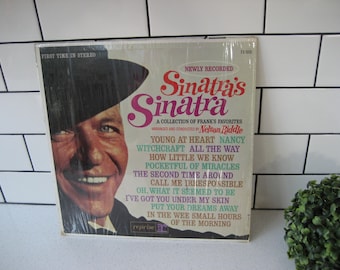 FIRST TIME IN STEREO
NEWLY RECORDED
Sinatra's
Sinatra
A COLLECTION OF FRANK'S FAVORITES
ARRANGED AND CONDUCTED BY Nelson Riddle
YOUNG AT HEART NANCY
WITCHCRAFT ALL THE WAY
HOW LITTLE WE KNOW
POCKETFUL OF MIRACLES
THE SECOND TIME AROUND
CALL ME IRRESPONSIBLE
OH, WHAT IT SEEMED TO BE
I'VE GOT YOU UNDER MY SKIN
PUT YOUR DREAMS AWAY
IN THE WEE SMALL HOURS
OF THE MORNING
reprise